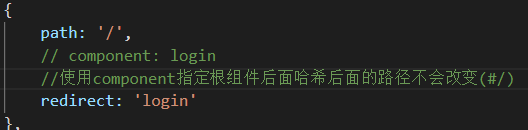 {
path: '/',
// component: login
//使用component指定根组件后面哈希后面的路径不会改变(#/)
redirect: 'login'
},